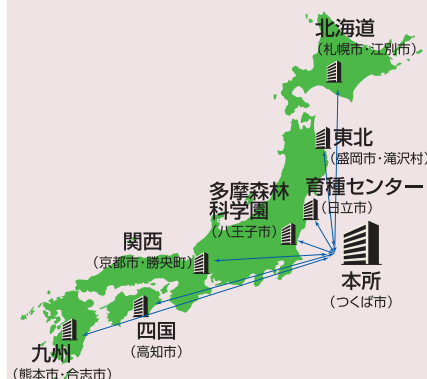 北海道
（札幌市・江別市）
東北
（盛岡市・滝沢村）
育種センター
（日立市）
多摩森林
科学園
（八王子市）
関西
（京都市・勝央町）
本所
（つくば市）
四国
（高知市）
九州
（熊本市・合志市）